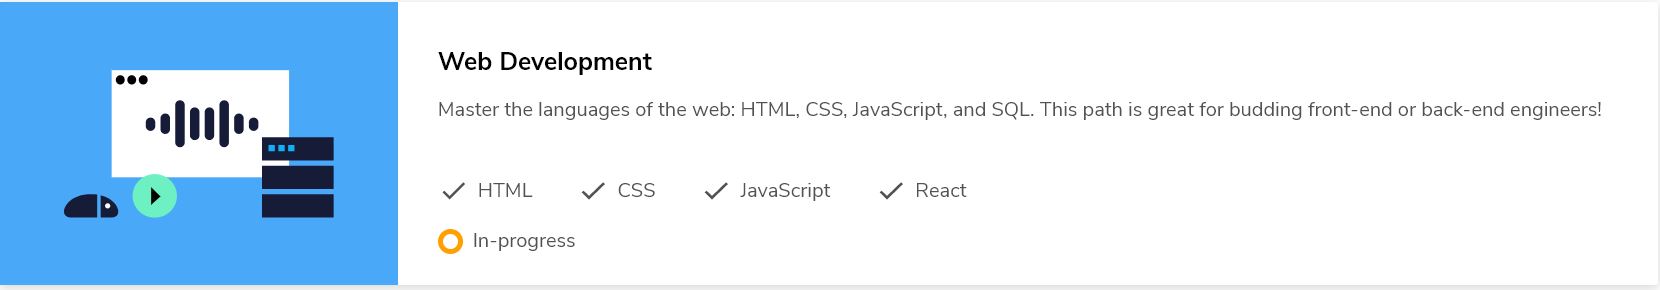 Web Development
Master the languages of the web: HTML, CSS, JavaScript, and SQL. This path is great for budding front-end or back-end engineers!
HTML CSS JavaScript React
In-progress